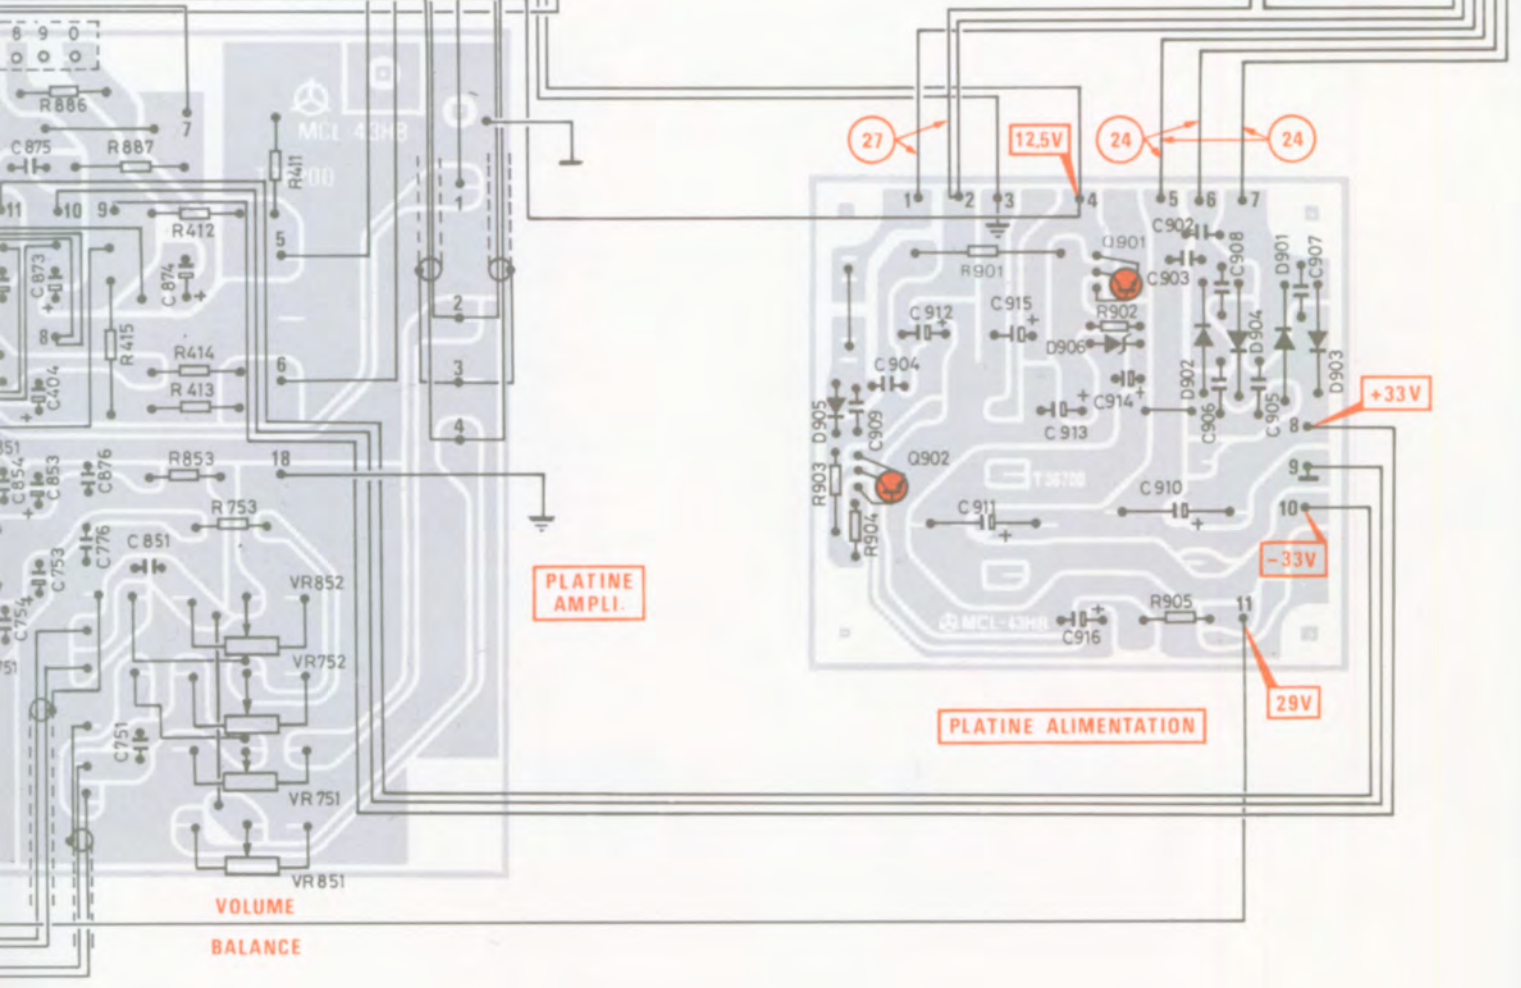 8 9 0
R886
7
C875
R887
MCL-43H8
R411
11
10
9
R412
5
1
C873
C874
+
2
8
R415
R414
6
3
R413
C404
+
4
18
C854
C853
C876
R853
+
R753
C776
C851
C753
VR852
+
C754
VR752
C751
VR751
VR851
VOLUME
BALANCE
PLATINE
AMPLI.
27
12,5V
24
24
1
2
3
4
5
6
7
R901
Q901
C902
C903
C908
D901
C907
C912
+
C915
+
R902
D906
D902
D904
D903
C904
C914
+
C913
+
C906
C905
D905
C909
8
+33V
Q902
9
R903
R904
C911
+
C910
+
10
-33V
MCL-43H8
C916
+
R905
11
29V
PLATINE ALIMENTATION